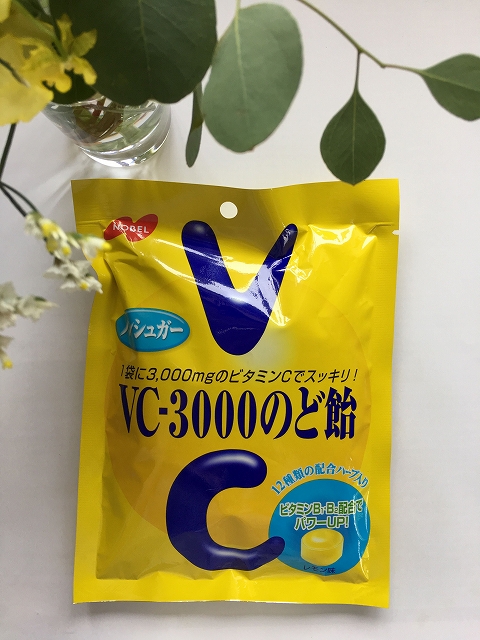 NOBEL
V
ノンシュガー
1袋に3,000mgのビタミンCでスッキリ!
VC-3000のど飴
C
12種類の配合ハーブ入り
ビタミンB₁・B₂配合で
パワーUP!
レモン味